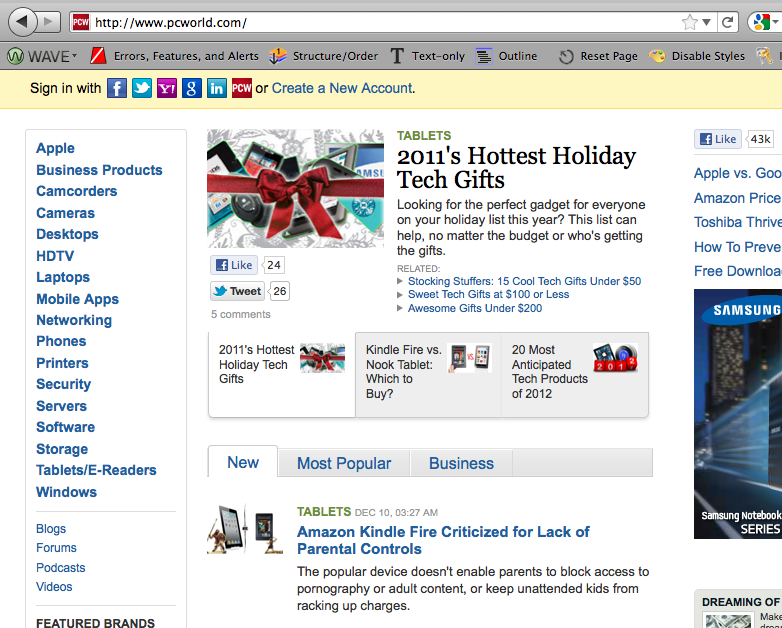 PCW http://www.pcworld.com/
WAVE Errors, Features, and Alerts Structure/Order Text-only Outline Reset Page Disable Styles
Sign in with PCW or Create a New Account.
Apple
Business Products
Camcorders
Cameras
Desktops
HDTV
Laptops
Mobile Apps
Networking
Phones
Printers
Security
Servers
Software
Storage
Tablets/E-Readers
Windows
Blogs
Forums
Podcasts
Videos
FEATURED BRANDS
TABLETS
2011's Hottest Holiday
Tech Gifts
Looking for the perfect gadget for everyone
on your holiday list this year? This list can
help, no matter the budget or who's getting
the gifts.
RELATED:
Stocking Stuffers: 15 Cool Tech Gifts Under $50
Sweet Tech Gifts at $100 or Less
Awesome Gifts Under $200
Like 24
Tweet 26
5 comments
2011's Hottest
Holiday Tech
Gifts
Kindle Fire vs.
Nook Tablet:
Which to
Buy?
VS
20 Most
Anticipated
Tech Products
of 2012
2012
New Most Popular Business
TABLETS DEC 10, 03:27 AM
Amazon Kindle Fire Criticized for Lack of
Parental Controls
The popular device doesn't enable parents to block access to
pornography or adult content, or keep unattended kids from
racking up charges.
Like 43k
Apple vs. Goo
Amazon Price
Toshiba Thrive
How To Preve
Free Downloa
SAMSUNG
Samsung Notebook
SERIES
DREAMING OF
Make